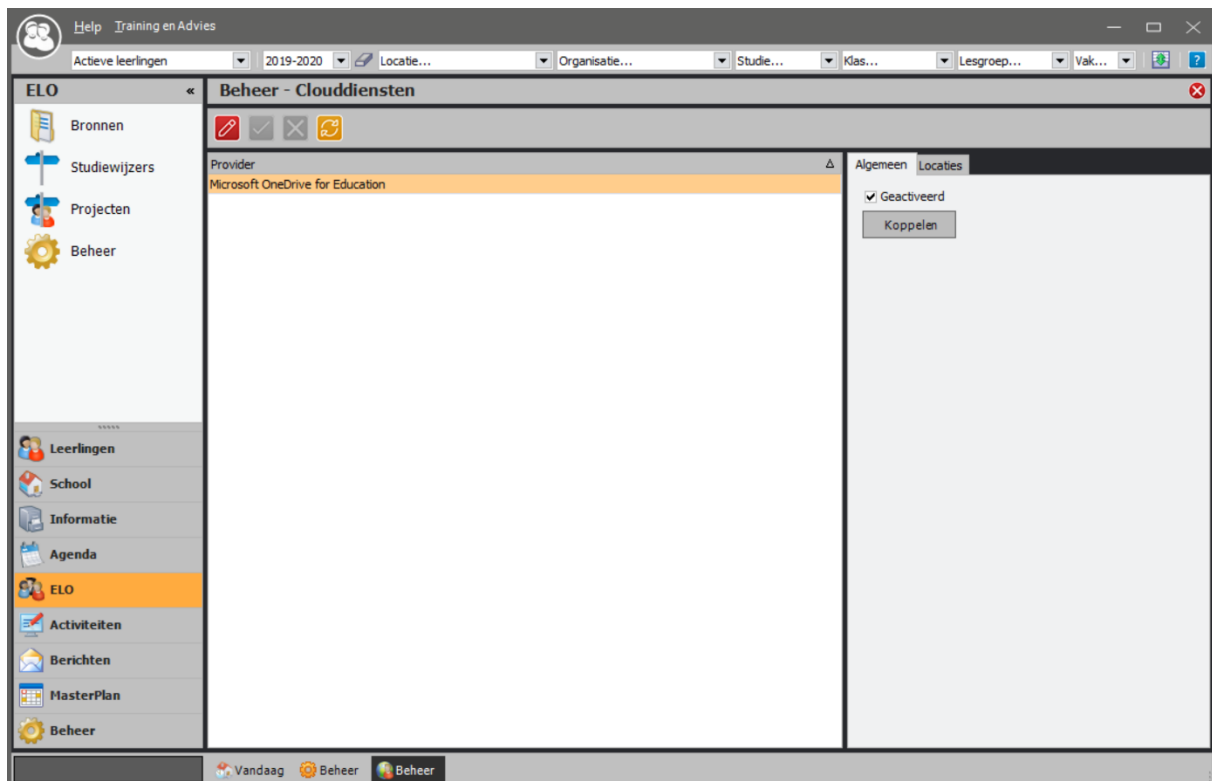 Help Training en Advies
Actieve leerlingen 2019-2020 Locatie... Organisatie... Studie... Klas... Lesgroep... Vak... ?
ELO «
Bronnen
Studiewijzers
Projecten
Beheer
Leerlingen
School
Informatie
Agenda
ELO
Activiteiten
Berichten
MasterPlan
Beheer
Beheer - Clouddiensten
Provider
Microsoft OneDrive for Education
Algemeen Locaties
Geactiveerd
Koppelen
Vandaag Beheer Beheer